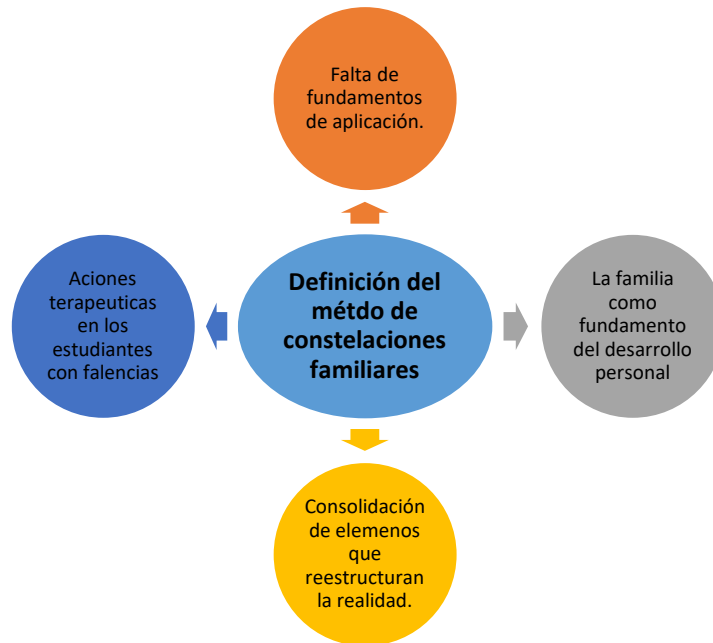 Falta de
fundamentos
de aplicación.
Aciones
terapeuticas
en los
estudiantes
con falencias
Definición del
métdo de
constelaciones
familiares
La familia
como
fundamento
del desarrollo
personal
Consolidación
de elemenos
que
reestructuran
la realidad.